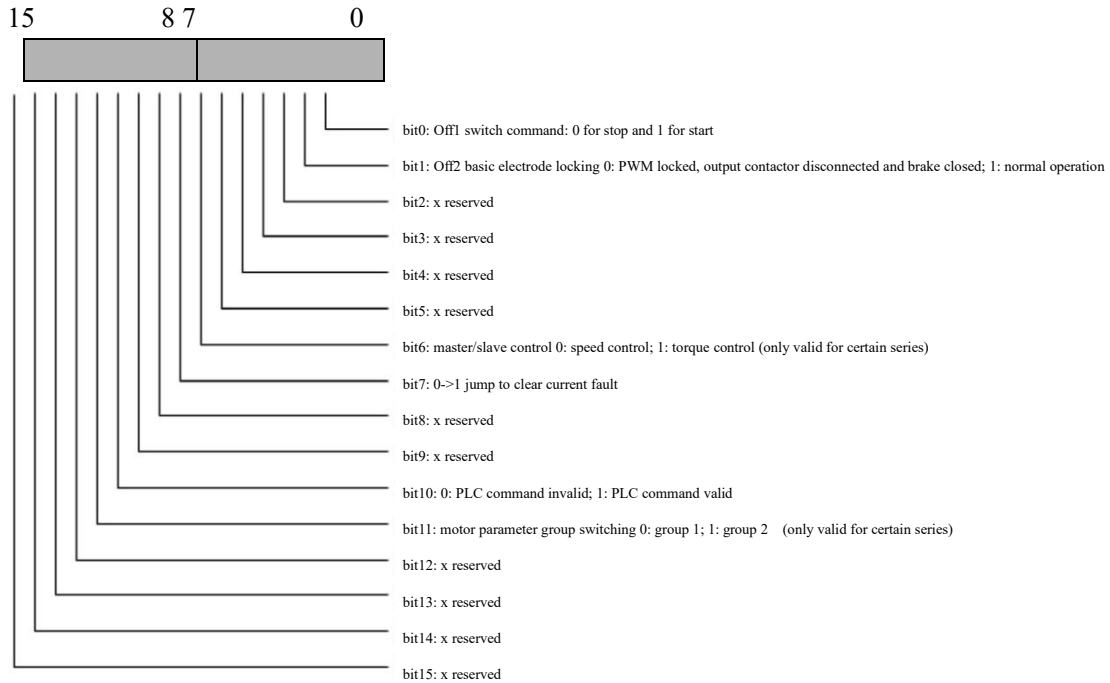 15 8 7 0
bit0: Off1 switch command: 0 for stop and 1 for start
bit1: Off2 basic electrode locking 0: PWM locked, output contactor disconnected and brake closed; 1: normal operation
bit2: x reserved
bit3: x reserved
bit4: x reserved
bit5: x reserved
bit6: master/slave control 0: speed control; 1: torque control (only valid for certain series)
bit7: 0->1 jump to clear current fault
bit8: x reserved
bit9: x reserved
bit10: 0: PLC command invalid; 1: PLC command valid
bit11: motor parameter group switching 0: group 1; 1: group 2 (only valid for certain series)
bit12: x reserved
bit13: x reserved
bit14: x reserved
bit15: x reserved